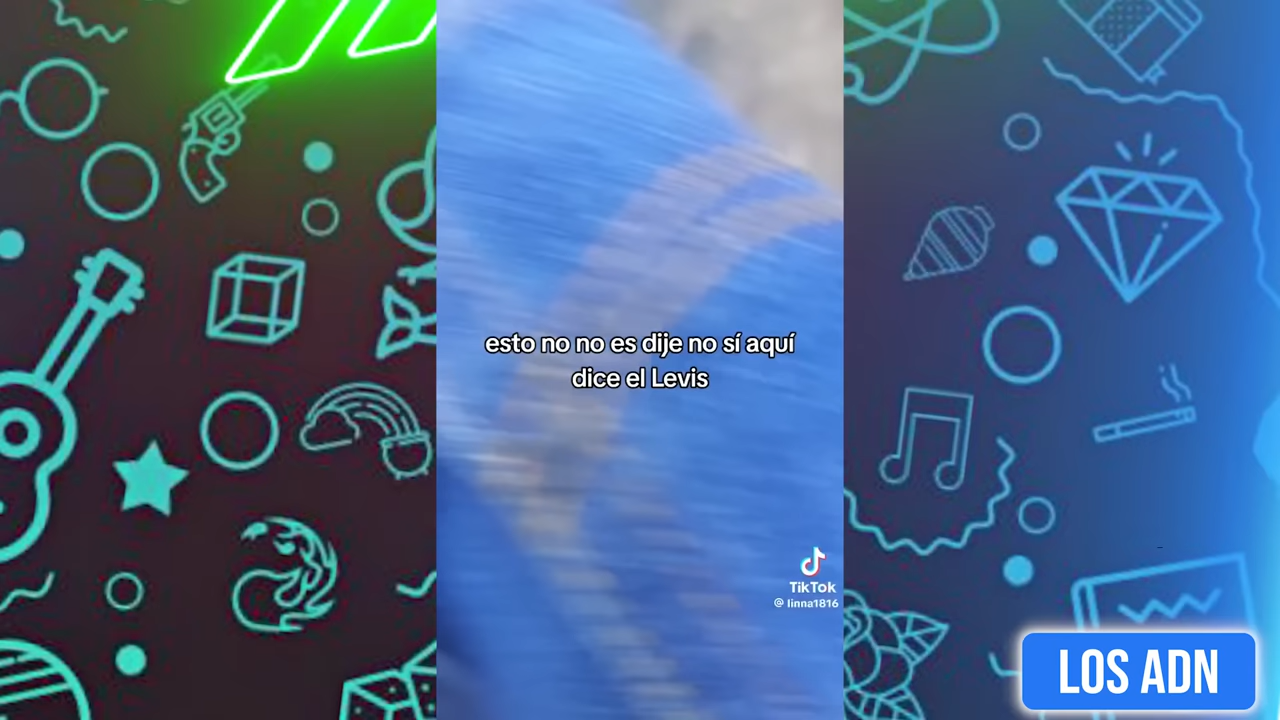 esto no no es dije no sí aquí
dice el Levis
TikTok
@ linna1816
LOS ADN